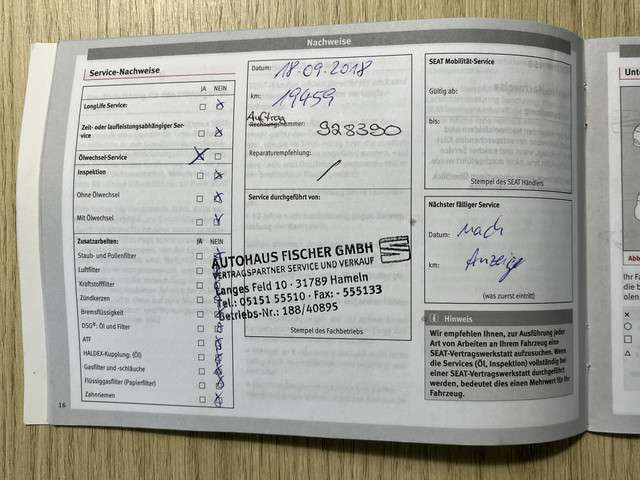 Nachweise
Service-Nachweise
JA NEIN
LongLife Service:
Zeit- oder laufleistungsabhängiger Ser-
vice
Ölwechsel-Service
Inspektion
Ohne Ölwechsel
Mit Ölwechsel
Zusatzarbeiten: JA NEIN
Staub- und Pollenfilter
Luftfilter
Kraftstofffilter
Zündkerzen
Bremsflüssigkeit
DSG®: Öl und Filter
ATF
HALDEX-Kupplung: (Öl)
Gasfilter und -schläuche
Flüssiggasfilter (Papierfilter)
Zahnriemen
16
Datum: 18.09.2018
km: 19459
Auftrag
Rechnungsnummer: 928390
Reparaturempfehlung: /
Service durchgeführt von:
AUTOHAUS FISCHER GMBH
VERTRAGSPARTNER SERVICE UND VERKAUF
Langes Feld 10 · 31789 Hameln
Tel.: 05151 55510 · Fax: - 555133
Betriebs-Nr.: 188/40895
Stempel des Fachbetriebs
SEAT Mobilität-Service
Gültig ab:
bis:
Stempel des SEAT Händlers
Nächster fälliger Service
Datum: nach
km: Anzeige
(was zuerst eintritt)
i Hinweis
Wir empfehlen Ihnen, zur Ausführung jeder
Art von Arbeiten an Ihrem Fahrzeug eine
SEAT-Vertragswerkstatt aufzusuchen. Wenn
die Services (Öl, Inspektion) vollständig bei
einer SEAT-Vertragswerkstatt durchgeführt
werden, bedeutet dies einen Mehrwert für Ihr
Fahrzeug.